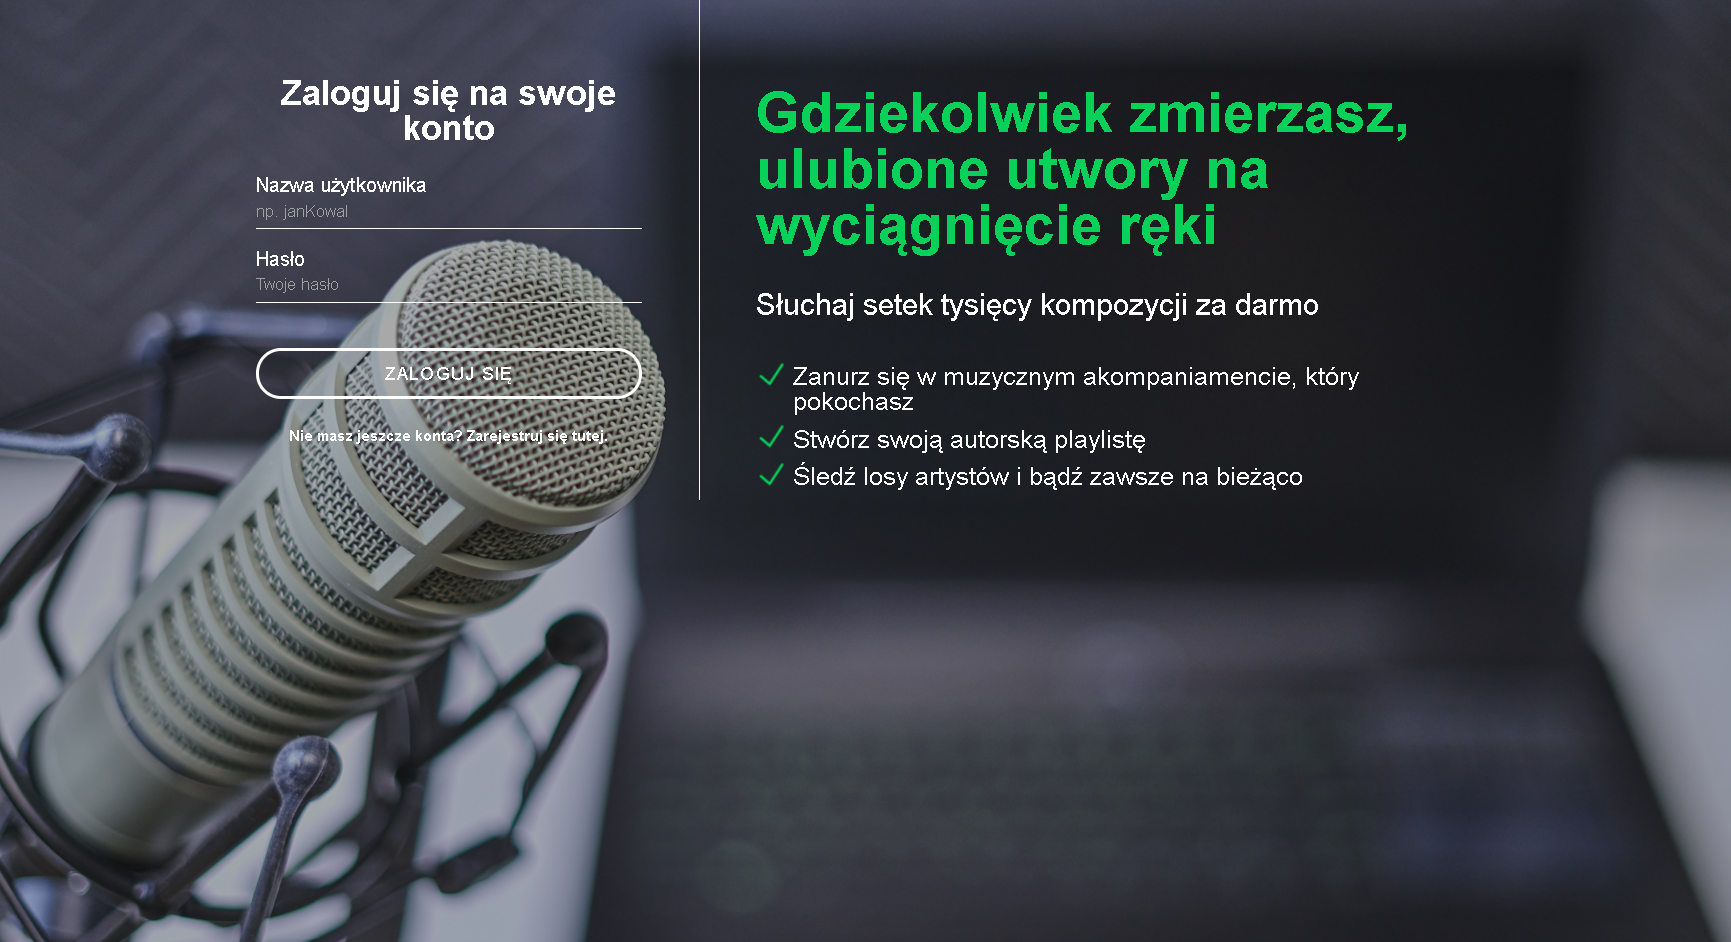 Zaloguj się na swoje
konto
Nazwa użytkownika
np. janKowal
Hasło
Twoje hasło
ZALOGUJ SIĘ
Nie masz jeszcze konta? Zarejestruj się tutej.
Gdziekolwiek zmierzasz,
ulubione utwory na
wyciągnięcie ręki
Słuchaj setek tysięcy kompozycji za darmo
Zanurz się w muzycznym akompaniamencie, który
pokochasz
Stwórz swoją autorską playlistę
Śledź losy artystów i bądź zawsze na bieżąco